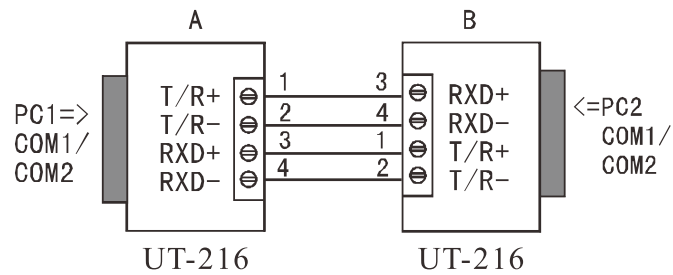 A
B
PC1=>
COM1/
COM2
T/R+
T/R-
RXD+
RXD-
1
2
3
4
3
4
1
2
RXD+
RXD-
T/R+
T/R-
<=PC2
COM1/
COM2
UT-216
UT-216